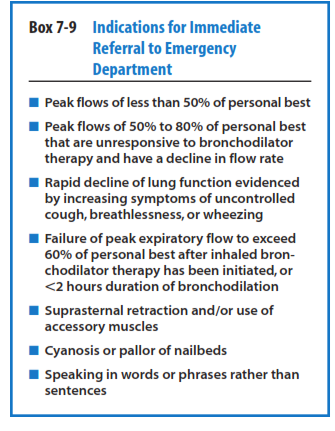 Box 7-9 Indications for Immediate
Referral to Emergency
Department
■ Peak flows of less than 50% of personal best
■ Peak flows of 50% to 80% of personal best
that are unresponsive to bronchodilator
therapy and have a decline in flow rate
■ Rapid decline of lung function evidenced
by increasing symptoms of uncontrolled
cough, breathlessness, or wheezing
■ Failure of peak expiratory flow to exceed
60% of personal best after inhaled bron-
chodilator therapy has been initiated, or
<2 hours duration of bronchodilation
■ Suprasternal retraction and/or use of
accessory muscles
■ Cyanosis or pallor of nailbeds
■ Speaking in words or phrases rather than
sentences